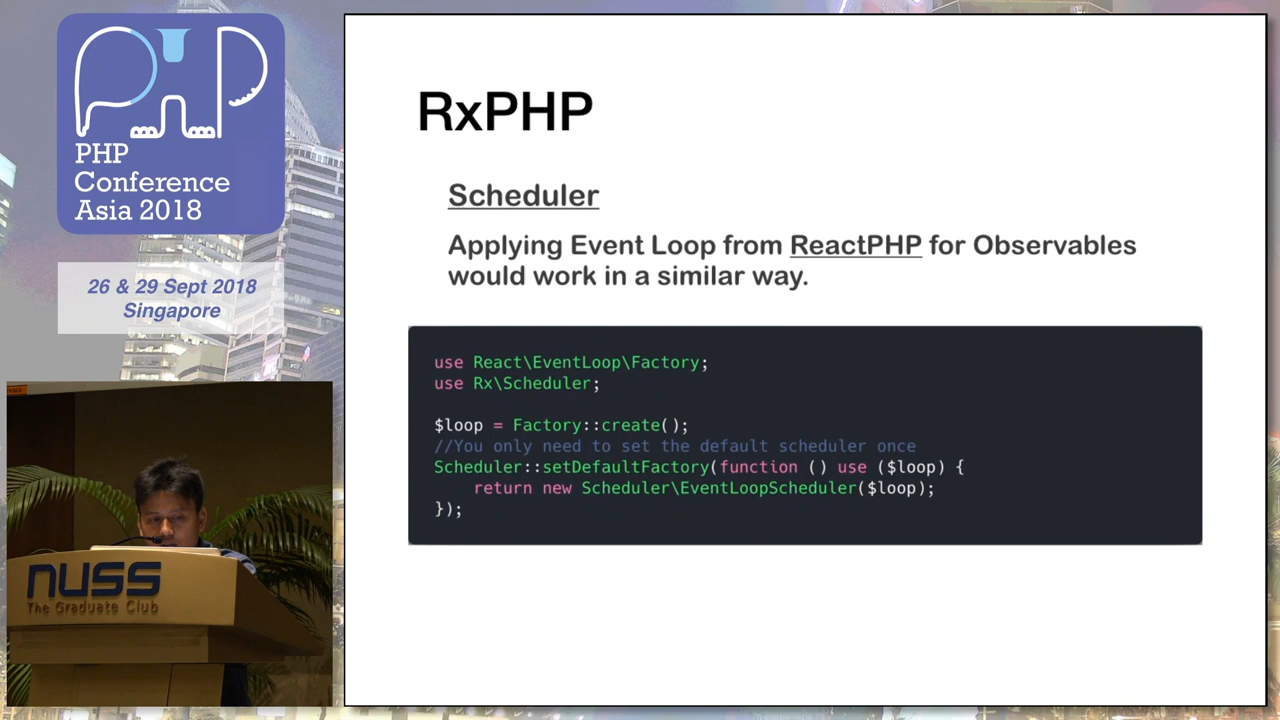 PHP
Conference
Asia 2018
26 & 29 Sept 2018
Singapore
nuss
The Graduate Club
RxPHP
Scheduler
Applying Event Loop from ReactPHP for Observables
would work in a similar way.
use React\EventLoop\Factory;
use Rx\Scheduler;
$loop = Factory::create();
//You only need to set the default scheduler once
Scheduler::setDefaultFactory(function () use ($loop) {
    return new Scheduler\EventLoopScheduler($loop);
});